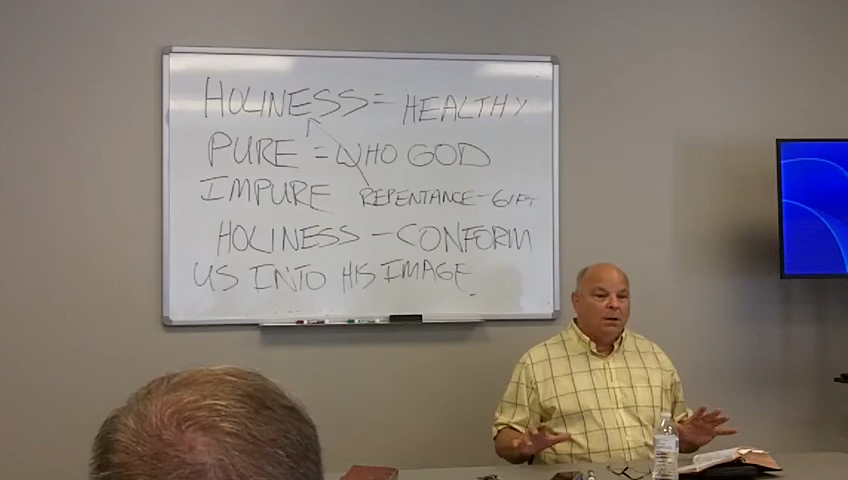 HOLINESS = HEALTHY
PURE = WHO GOD
IMPURE REPENTANCE - GIFT
HOLINESS - CONFORM
US INTO HIS IMAGE